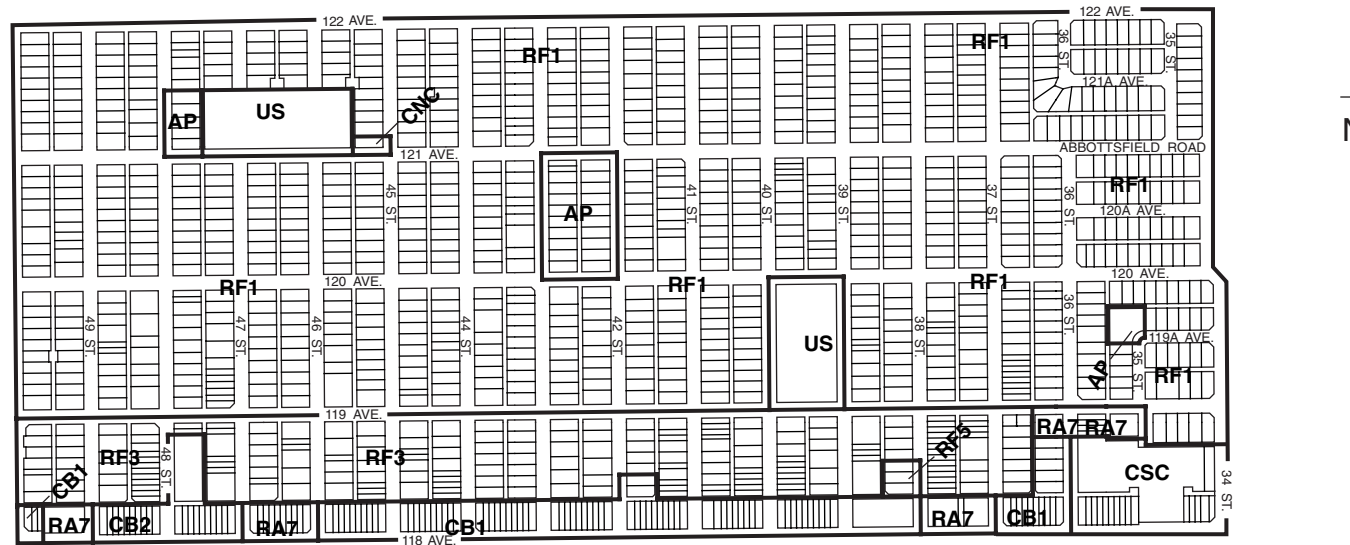 122 AVE.
122 AVE.
RF1
RF1
36 ST.
35 ST.
121A AVE.
AP
US
CNC
N
121 AVE.
ABBOTTSFIELD ROAD
45 ST.
AP
41 ST.
40 ST.
39 ST.
37 ST.
36 ST.
RF1
120A AVE.
RF1
120 AVE.
RF1
RF1
120 AVE.
49 ST.
47 ST.
46 ST.
44 ST.
42 ST.
US
38 ST.
36 ST.
AP
35 ST.
119A AVE.
RF1
119 AVE.
RF3
48 ST.
RF3
RF5
RA7
RA7
CSC
34 ST.
CB1
RA7
CB2
RA7
CB1
RA7
CB1
118 AVE.